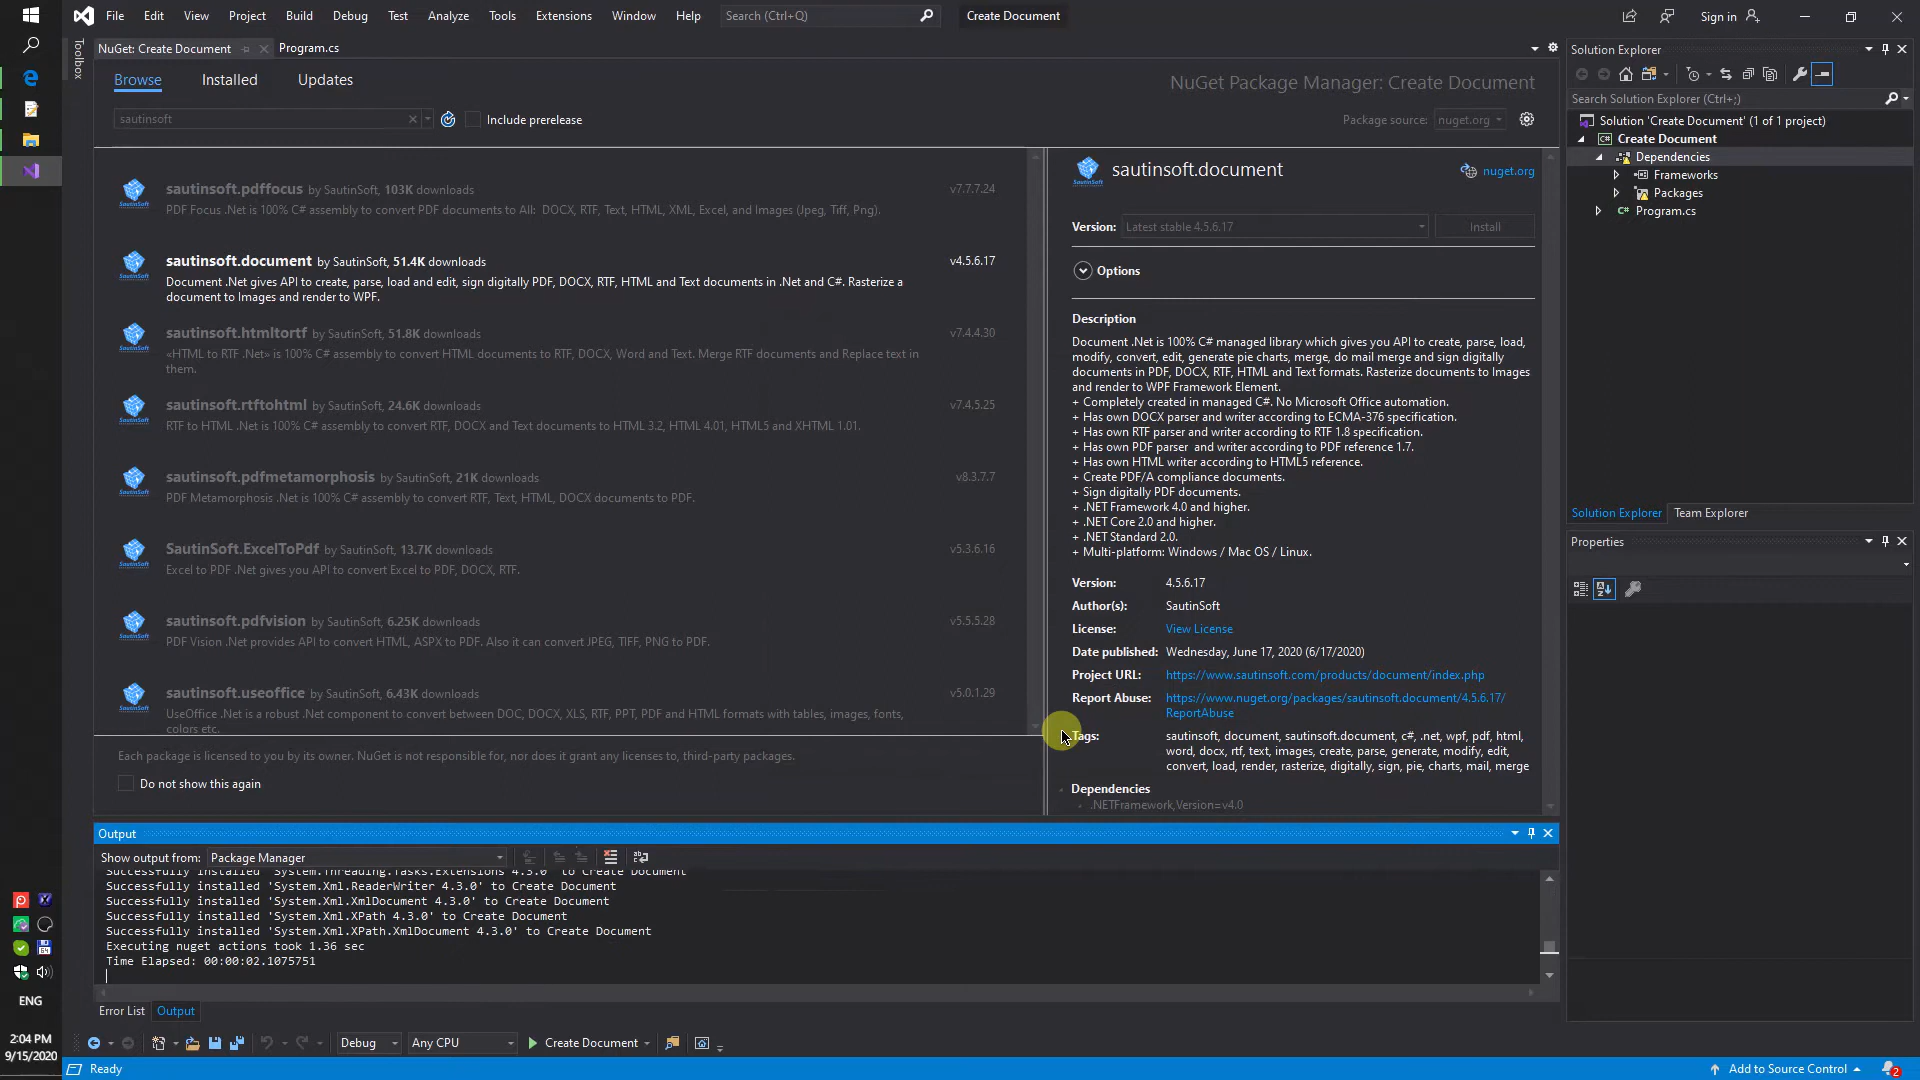 File Edit View Project Build Debug Test Analyze Tools Extensions Window Help Search (Ctrl+Q) Create Document Sign in
Toolbox
NuGet: Create Document Program.cs
Browse Installed Updates
NuGet Package Manager: Create Document
sautinsoft Include prerelease
Package source: nuget.org
sautinsoft.pdffocus by SautinSoft, 103K downloads v7.7.7.24
PDF Focus .Net is 100% C# assembly to convert PDF documents to All: DOCX, RTF, Text, HTML, XML, Excel, and Images (Jpeg, Tiff, Png).
sautinsoft.document by SautinSoft, 51.4K downloads v4.5.6.17
Document .Net gives API to create, parse, load and edit, sign digitally PDF, DOCX, RTF, HTML and Text documents in .Net and C#. Rasterize a
document to Images and render to WPF.
sautinsoft.htmltortf by SautinSoft, 51.8K downloads v7.4.4.30
«HTML to RTF .Net» is 100% C# assembly to convert HTML documents to RTF, DOCX, Word and Text. Merge RTF documents and Replace text in
them.
sautinsoft.rtftohtml by SautinSoft, 24.6K downloads v7.4.5.25
RTF to HTML .Net is 100% C# assembly to convert RTF, DOCX and Text documents to HTML 3.2, HTML 4.01, HTML5 and XHTML 1.01.
sautinsoft.pdfmetamorphosis by SautinSoft, 21K downloads v8.3.7.7
PDF Metamorphosis .Net is 100% C# assembly to convert RTF, Text, HTML, DOCX documents to PDF.
SautinSoft.ExcelToPdf by SautinSoft, 13.7K downloads v5.3.6.16
Excel to PDF .Net gives you API to convert Excel to PDF, DOCX, RTF.
sautinsoft.pdfvision by SautinSoft, 6.25K downloads v5.5.5.28
PDF Vision .Net provides API to convert HTML, ASPX to PDF. Also it can convert JPEG, TIFF, PNG to PDF.
sautinsoft.useoffice by SautinSoft, 6.43K downloads v5.0.1.29
UseOffice .Net is a robust .Net component to convert between DOC, DOCX, XLS, RTF, PPT, PDF and HTML formats with tables, images, fonts,
colors etc.
Each package is licensed to you by its owner. NuGet is not responsible for, nor does it grant any licenses to, third-party packages.
Do not show this again
sautinsoft.document nuget.org
Version: Latest stable 4.5.6.17 Install
Options
Description
Document .Net is 100% C# managed library which gives you API to create, parse, load,
modify, convert, edit, generate pie charts, merge, do mail merge and sign digitally
documents in PDF, DOCX, RTF, HTML and Text formats. Rasterize documents to Images
and render to WPF Framework Element.
+ Completely created in managed C#. No Microsoft Office automation.
+ Has own DOCX parser and writer according to ECMA-376 specification.
+ Has own RTF parser and writer according to RTF 1.8 specification.
+ Has own PDF parser and writer according to PDF reference 1.7.
+ Has own HTML writer according to HTML5 reference.
+ Create PDF/A compliance documents.
+ Sign digitally PDF documents.
+ .NET Framework 4.0 and higher.
+ .NET Core 2.0 and higher.
+ .NET Standard 2.0.
+ Multi-platform: Windows / Mac OS / Linux.
Version: 4.5.6.17
Author(s): SautinSoft
License: View License
Date published: Wednesday, June 17, 2020 (6/17/2020)
Project URL: https://www.sautinsoft.com/products/document/index.php
Report Abuse: https://www.nuget.org/packages/sautinsoft.document/4.5.6.17/
ReportAbuse
Tags: sautinsoft, document, sautinsoft.document, c#, .net, wpf, pdf, html,
word, docx, rtf, text, images, create, parse, generate, modify, edit,
convert, load, render, rasterize, digitally, sign, pie, charts, mail, merge
Dependencies
.NETFramework,Version=v4.0
Solution Explorer
Search Solution Explorer (Ctrl+;)
Solution 'Create Document' (1 of 1 project)
Create Document
Dependencies
Frameworks
Packages
Program.cs
Solution Explorer Team Explorer
Properties
Output
Show output from: Package Manager
Successfully installed 'System.Threading.Tasks.Extensions 4.3.0' to Create Document
Successfully installed 'System.Xml.ReaderWriter 4.3.0' to Create Document
Successfully installed 'System.Xml.XmlDocument 4.3.0' to Create Document
Successfully installed 'System.Xml.XPath 4.3.0' to Create Document
Successfully installed 'System.Xml.XPath.XmlDocument 4.3.0' to Create Document
Executing nuget actions took 1.36 sec
Time Elapsed: 00:00:02.1075751
Error List Output
Debug Any CPU Create Document
Ready
Add to Source Control 2
ENG
2:04 PM
9/15/2020